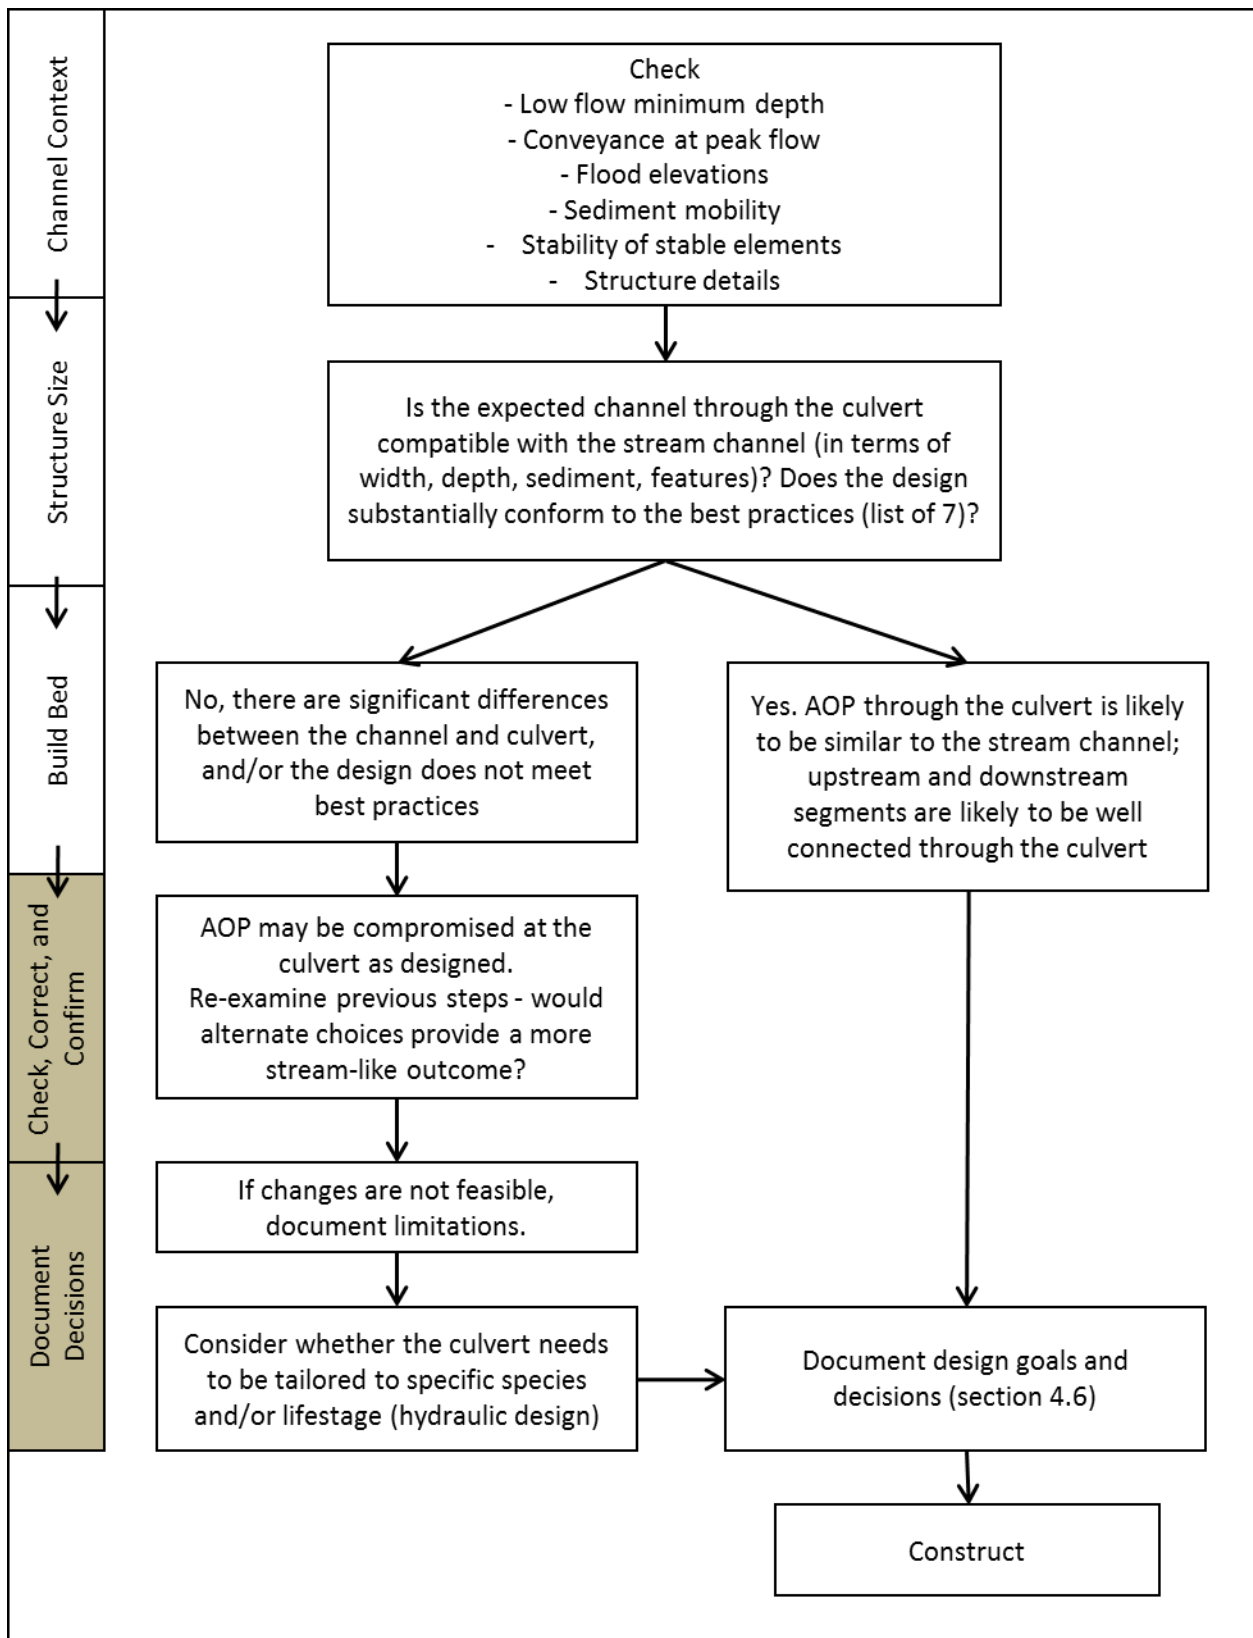 Channel Context
Structure Size
Build Bed
Check, Correct, and
Confirm
Document
Decisions
Check
- Low flow minimum depth
- Conveyance at peak flow
- Flood elevations
- Sediment mobility
- Stability of stable elements
- Structure details
Is the expected channel through the culvert
compatible with the stream channel (in terms of
width, depth, sediment, features)? Does the design
substantially conform to the best practices (list of 7)?
No, there are significant differences
between the channel and culvert,
and/or the design does not meet
best practices
Yes. AOP through the culvert is likely
to be similar to the stream channel;
upstream and downstream
segments are likely to be well
connected through the culvert
AOP may be compromised at the
culvert as designed.
Re-examine previous steps - would
alternate choices provide a more
stream-like outcome?
If changes are not feasible,
document limitations.
Consider whether the culvert needs
to be tailored to specific species
and/or lifestage (hydraulic design)
Document design goals and
decisions (section 4.6)
Construct